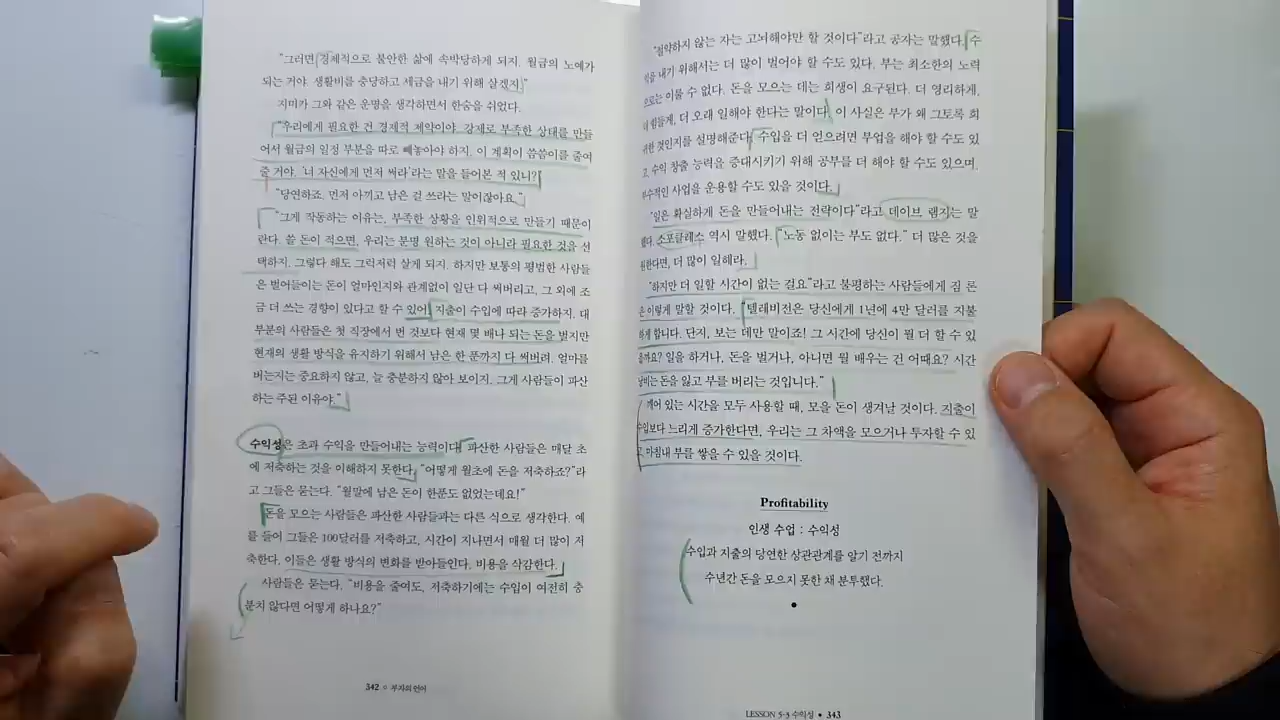 “그러면 경제적으로 불안한 삶에 속박당하게 되지. 월급의 노예가
되는 거야. 생활비를 충당하고 세금을 내기 위해 살겠지.”
지미가 그와 같은 운명을 생각하면서 한숨을 쉬었다.
“우리에게 필요한 건 경제적 제약이야. 강제로 부족한 상태를 만들
어서 월급의 일정 부분을 따로 빼놓아야 하지. 이 계획이 씀씀이를 줄여
줄 거야. ‘너 자신에게 먼저 써라’라는 말을 들어본 적 있니?”
“당연하죠. 먼저 아끼고 남은 걸 쓰라는 말이잖아요.”
“그게 작동하는 이유는, 부족한 상황을 인위적으로 만들기 때문이
란다. 쓸 돈이 적으면, 우리는 분명 원하는 것이 아니라 필요한 것을 선
택하지. 그렇다 해도 그럭저럭 살게 되지. 하지만 보통의 평범한 사람들
은 벌어들이는 돈이 얼마인지와 관계없이 일단 다 써버리고, 그 외에 조
금 더 쓰는 경향이 있다고 할 수 있어. 지출이 수입에 따라 증가하지. 대
부분의 사람들은 첫 직장에서 번 것보다 현재 몇 배나 되는 돈을 벌지만
현재의 생활 방식을 유지하기 위해서 남은 한 푼까지 다 써버려. 얼마를
버는지는 중요하지 않고, 늘 충분하지 않아 보이지. 그게 사람들이 파산
하는 주된 이유야.”
수익성은 초과 수익을 만들어내는 능력이다. 파산한 사람들은 매달 초
에 저축하는 것을 이해하지 못한다. “어떻게 월초에 돈을 저축하죠?”라
고 그들은 묻는다. “월말에 남은 돈이 한푼도 없었는데요!”
돈을 모으는 사람들은 파산한 사람들과는 다른 식으로 생각한다. 예
를 들어 그들은 100달러를 저축하고, 시간이 지나면서 매월 더 많이 저
축한다. 이들은 생활 방식의 변화를 받아들인다. 비용을 삭감한다.
사람들은 묻는다. “비용을 줄여도, 저축하기에는 수입이 여전히 충
분치 않다면 어떻게 하나요?”
342 ○ 부자의 언어
“절약하지 않는 자는 고뇌해야만 할 것이다”라고 공자는 말했다. 수
익을 내기 위해서는 더 많이 벌어야 할 수도 있다. 부는 최소한의 노력
으로는 이룰 수 없다. 돈을 모으는 데는 희생이 요구된다. 더 영리하게,
더 힘들게, 더 오래 일해야 한다는 말이다. 이 사실은 부가 왜 그토록 희
귀한 것인지를 설명해준다. 수입을 더 얻으려면 부업을 해야 할 수도 있
고, 수익 창출 능력을 증대시키기 위해 공부를 더 해야 할 수도 있으며,
부수적인 사업을 운용할 수도 있을 것이다.
“일은 확실하게 돈을 만들어내는 전략이다”라고 데이브 램지는 말
했다. 소포클레스 역시 말했다. “노동 없이는 부도 없다.” 더 많은 것을
원한다면, 더 많이 일해라.
“하지만 더 일할 시간이 없는 걸요”라고 불평하는 사람들에게 짐 론
은 이렇게 말할 것이다. “텔레비전은 당신에게 1년에 4만 달러를 지불
하게 합니다. 단지, 보는 데만 말이죠! 그 시간에 당신이 뭘 더 할 수 있
을까요? 일을 하거나, 돈을 벌거나, 아니면 뭘 배우는 건 어때요? 시간
낭비는 돈을 잃고 부를 버리는 것입니다.”
깨어 있는 시간을 모두 사용할 때, 모을 돈이 생겨날 것이다. 지출이
수입보다 느리게 증가한다면, 우리는 그 차액을 모으거나 투자할 수 있
고, 마침내 부를 쌓을 수 있을 것이다.
Profitability
인생 수업 : 수익성
수입과 지출의 당연한 상관관계를 알기 전까지
수년간 돈을 모으지 못한 채 분투했다.
●
LESSON 5-3 수익성 • 343